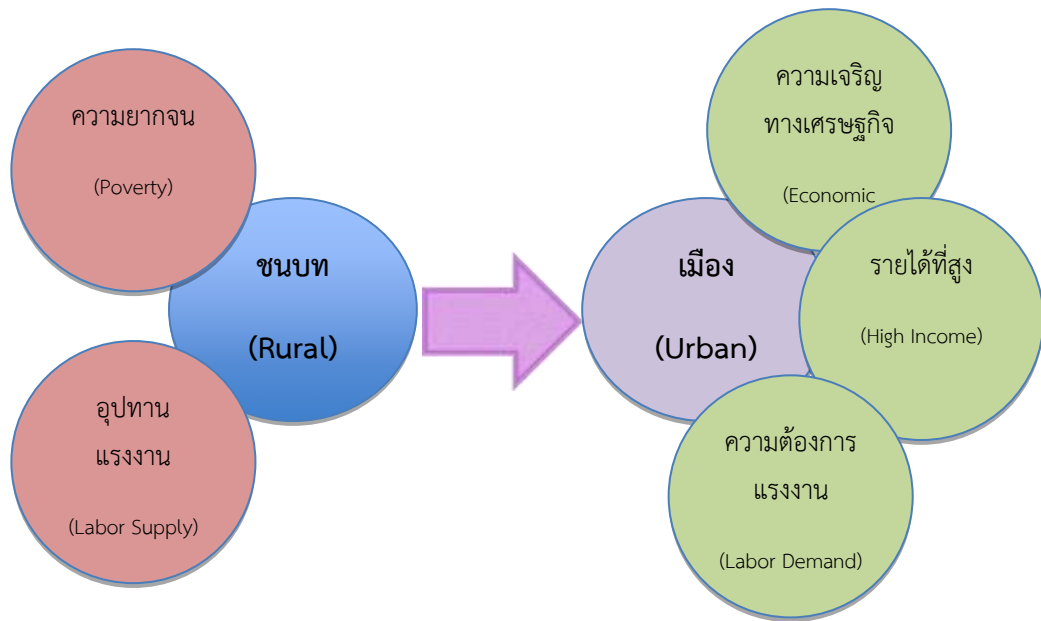 ความยากจน
(Poverty)
ชนบท
(Rural)
อุปทาน
แรงงาน
(Labor Supply)
ความเจริญ
ทางเศรษฐกิจ
(Economic
เมือง
(Urban)
รายได้ที่สูง
(High Income)
ความต้องการ
แรงงาน
(Labor Demand)